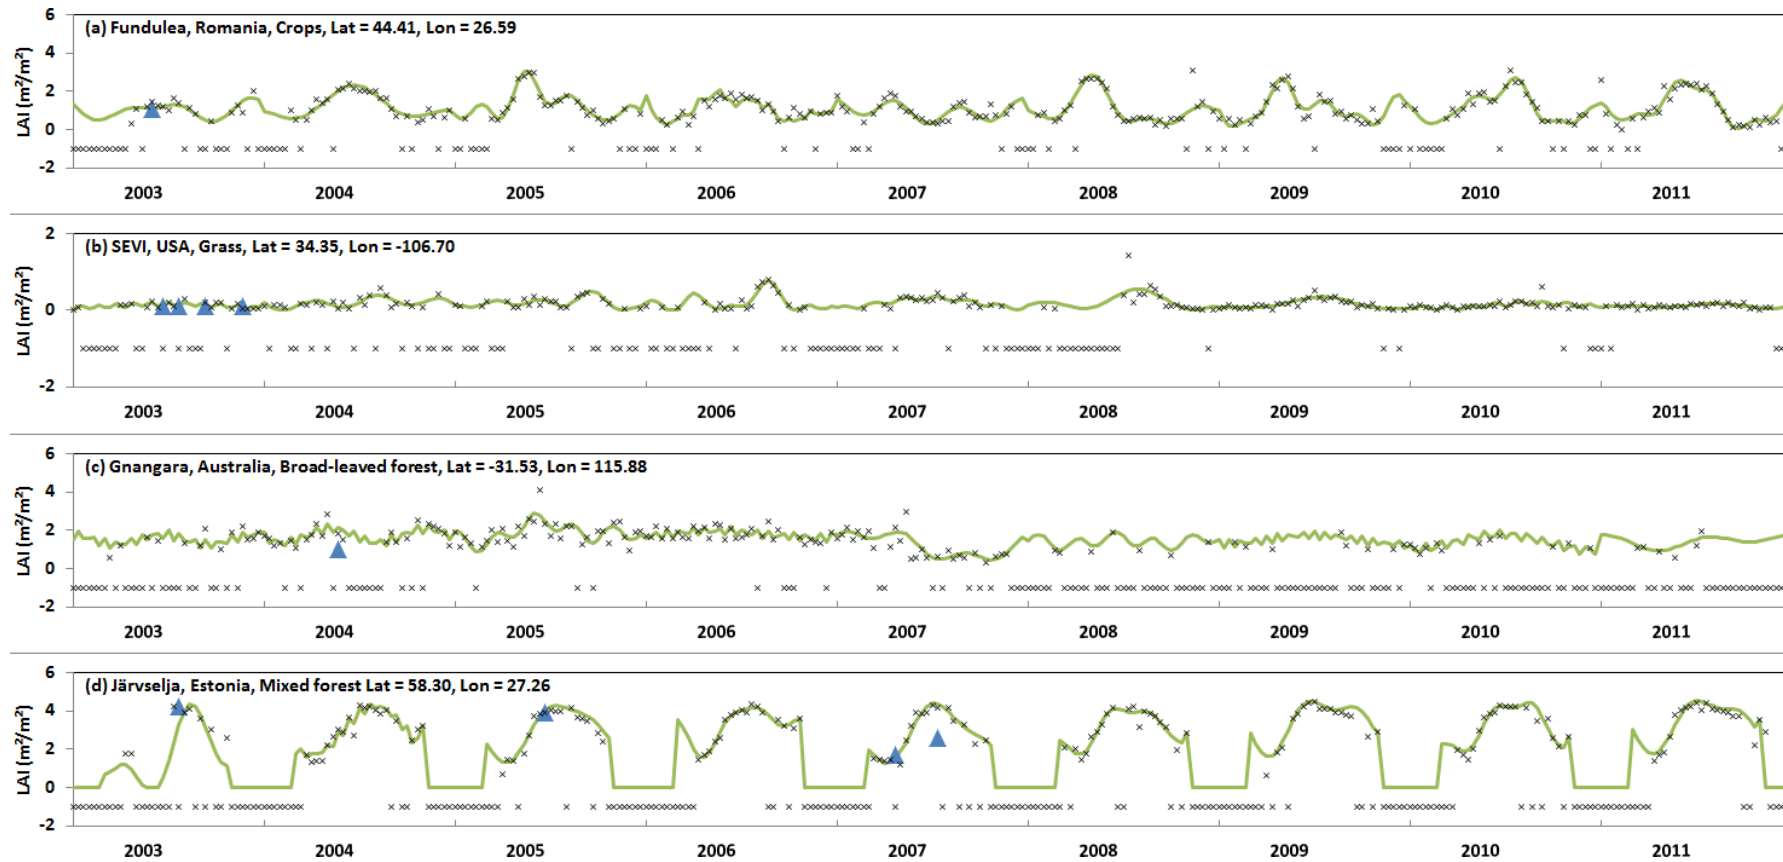 (a) Fundulea, Romania, Crops, Lat = 44.41, Lon = 26.59
LAI (m²/m²)
6
4
2
0
-2
2003 2004 2005 2006 2007 2008 2009 2010 2011
(b) SEVI, USA, Grass, Lat = 34.35, Lon = -106.70
LAI (m²/m²)
2
0
-2
2003 2004 2005 2006 2007 2008 2009 2010 2011
(c) Gnangara, Australia, Broad-leaved forest, Lat = -31.53, Lon = 115.88
LAI (m²/m²)
6
4
2
0
-2
2003 2004 2005 2006 2007 2008 2009 2010 2011
(d) Järvselja, Estonia, Mixed forest Lat = 58.30, Lon = 27.26
LAI (m²/m²)
6
4
2
0
-2
2003 2004 2005 2006 2007 2008 2009 2010 2011